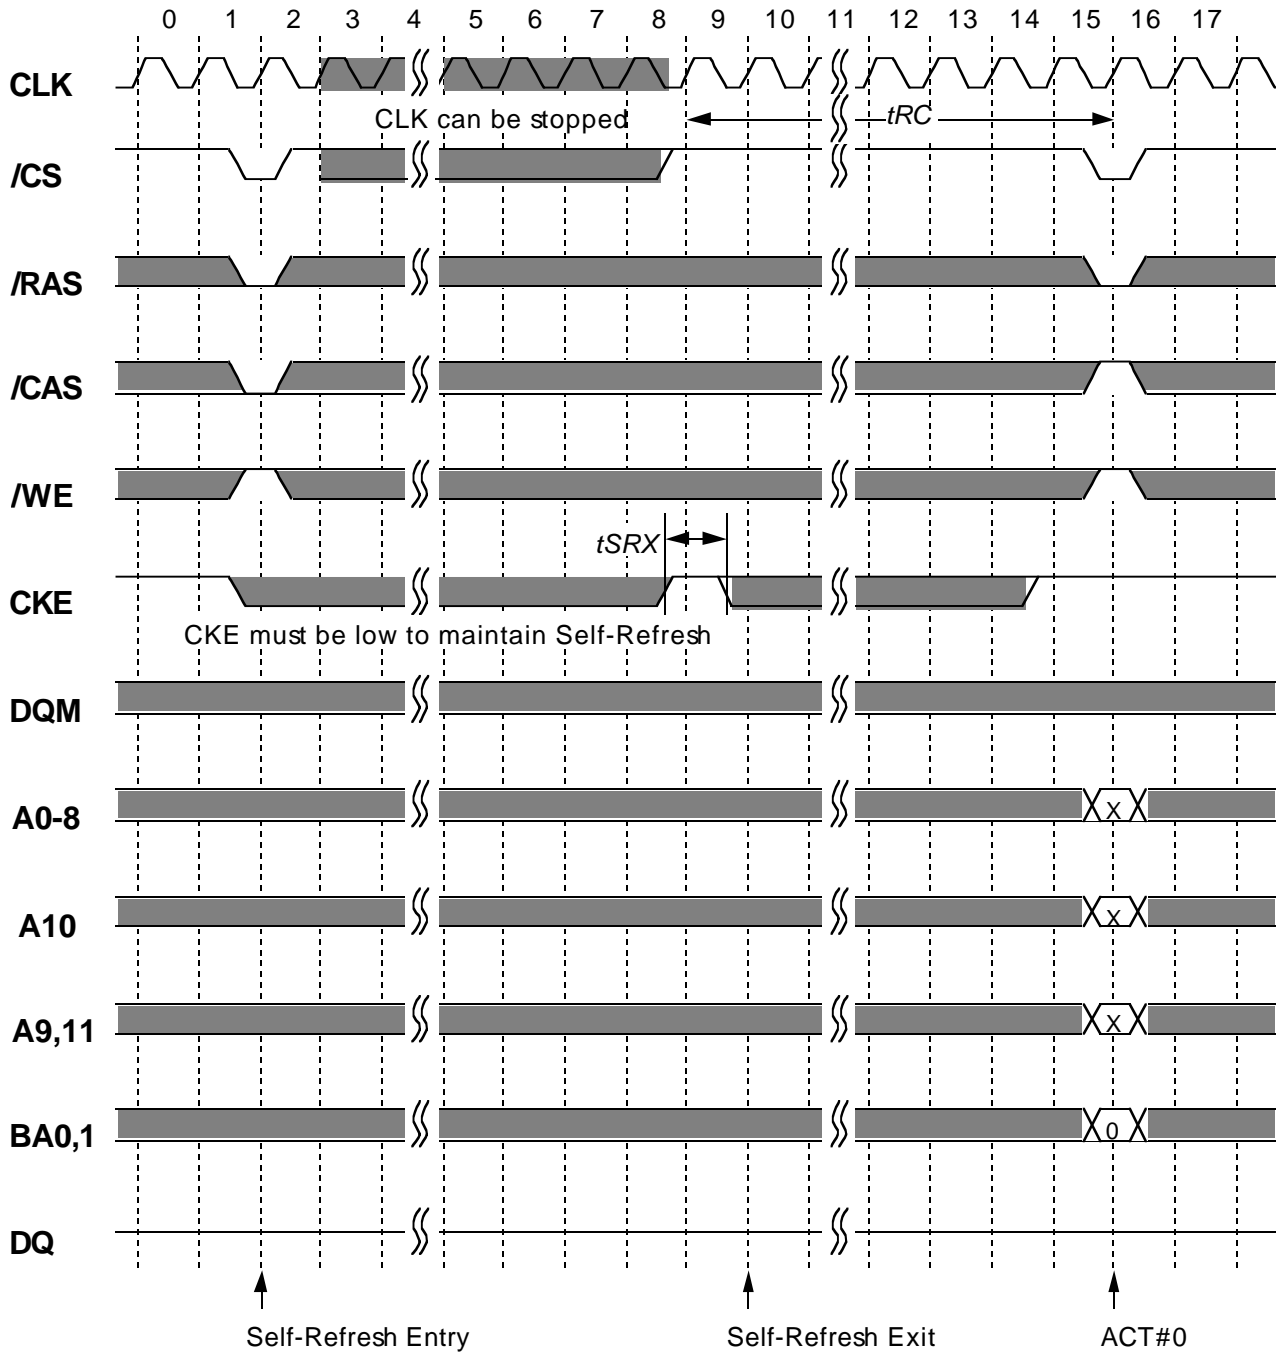 0 1 2 3 4 5 6 7 8 9 10 11 12 13 14 15 16 17
CLK
CLK can be stopped
tRC
/CS
/RAS
/CAS
/WE
tSRX
CKE
CKE must be low to maintain Self-Refresh
DQM
A0-8
X
A10
X
A9,11
X
BA0,1
0
DQ
Self-Refresh Entry Self-Refresh Exit ACT#0